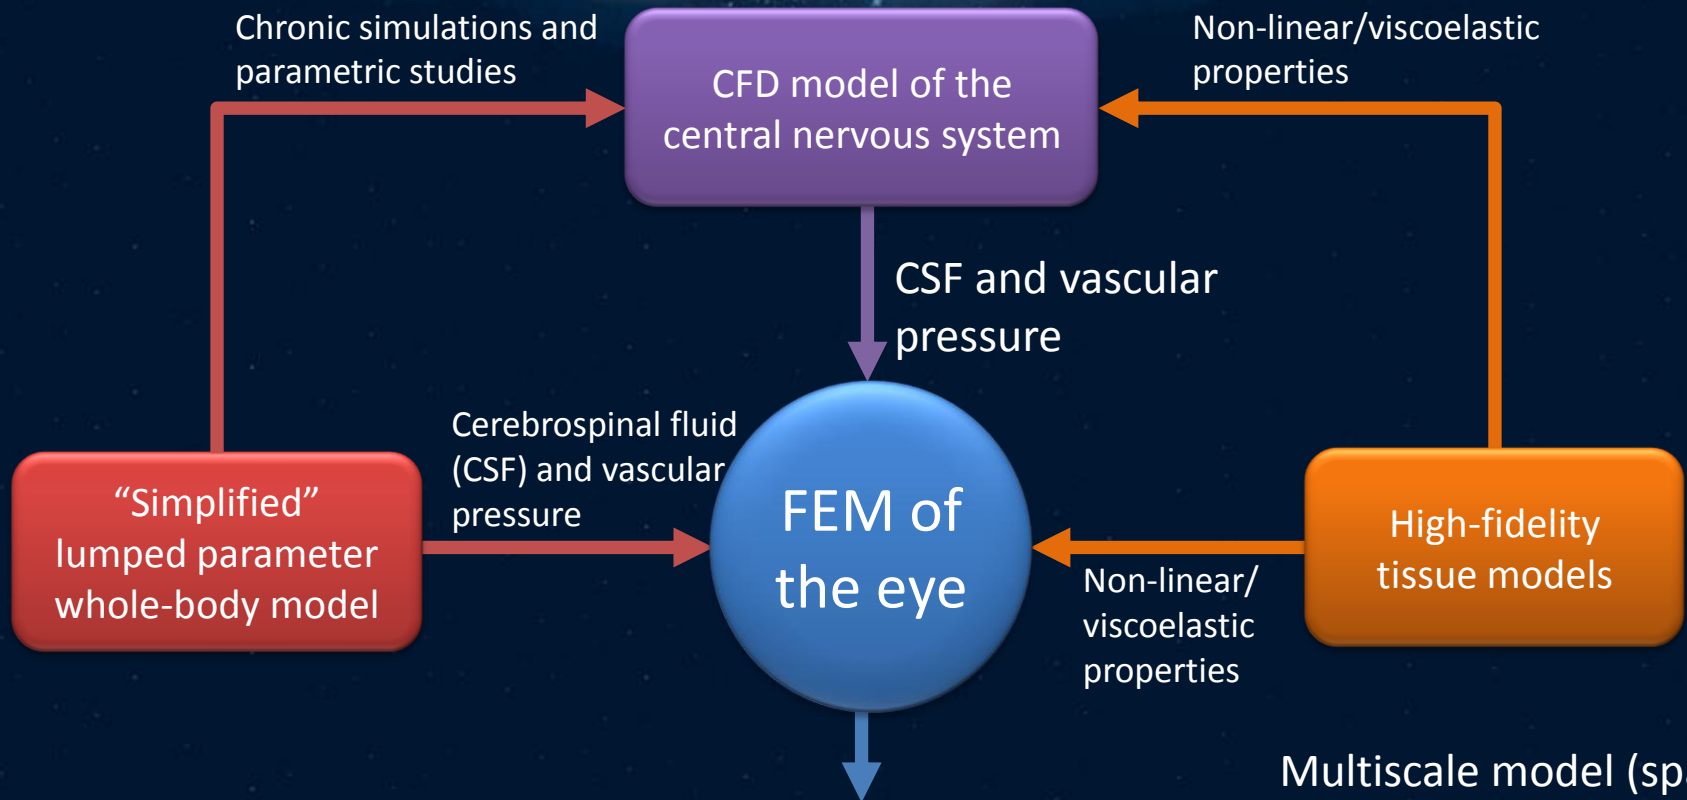 Chronic simulations and
parametric studies
CFD model of the
central nervous system
Non-linear/viscoelastic
properties
CSF and vascular
pressure
Cerebrospinal fluid
(CSF) and vascular
pressure
“Simplified”
lumped parameter
whole-body model
FEM of
the eye
Non-linear/
viscoelastic
properties
High-fidelity
tissue models
Multiscale model